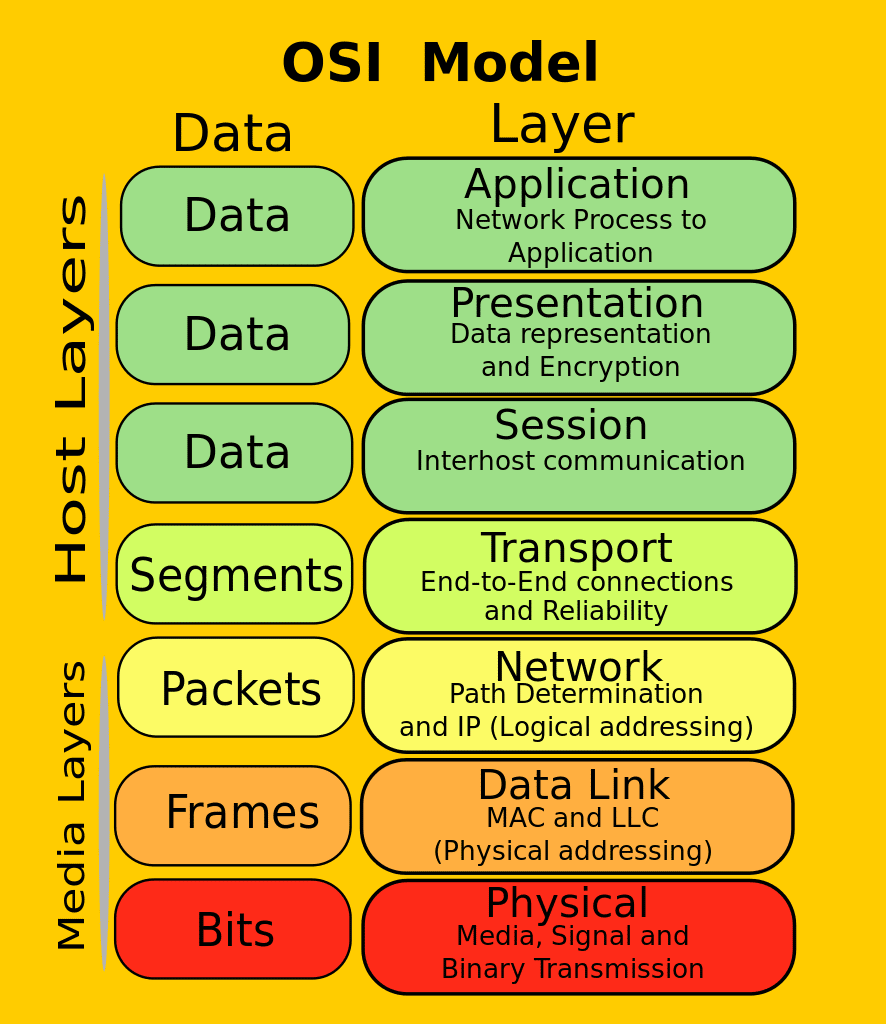 OSI Model
Data
Layer
Host Layers
Data
Application
Network Process to
Application
Data
Presentation
Data representation
and Encryption
Data
Session
Interhost communication
Segments
Transport
End-to-End connections
and Reliability
Media Layers
Packets
Network
Path Determination
and IP (Logical addressing)
Frames
Data Link
MAC and LLC
(Physical addressing)
Bits
Physical
Media, Signal and
Binary Transmission